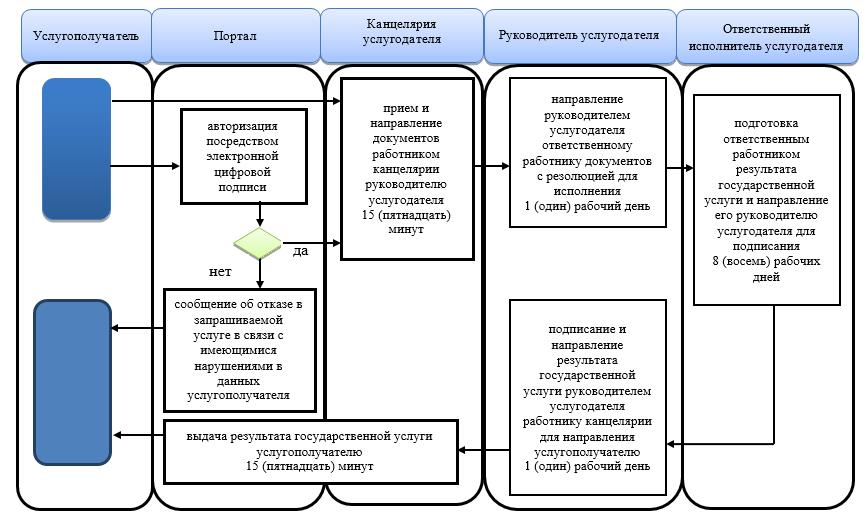 Услугополучатель
Портал
Канцелярия
услугодателя
Руководитель услугодателя
Ответственный
исполнитель услугодателя
авторизация
посредством
электронной
цифровой
подписи
да
нет
сообщение об отказе в
запрашиваемой
услуге в связи с
имеющимися
нарушениями в
данных
услугополучателя
прием и
направление
документов
работником
канцелярии
руководителю
услугодателя
15 (пятнадцать)
минут
направление
руководителем
услугодателя
ответственному
работнику документов
с резолюцией для
исполнения
1 (один) рабочий день
подготовка
ответственным
работником
результата
государственной
услуги и направление
его руководителю
услугодателя для
подписания
8 (восемь) рабочих
дней
подписание и
направление
результата
государственной
услуги руководителем
услугодателя
работнику канцелярии
для направления
услугополучателю
1 (один) рабочий день
выдача результата государственной услуги
услугополучателю
15 (пятнадцать) минут